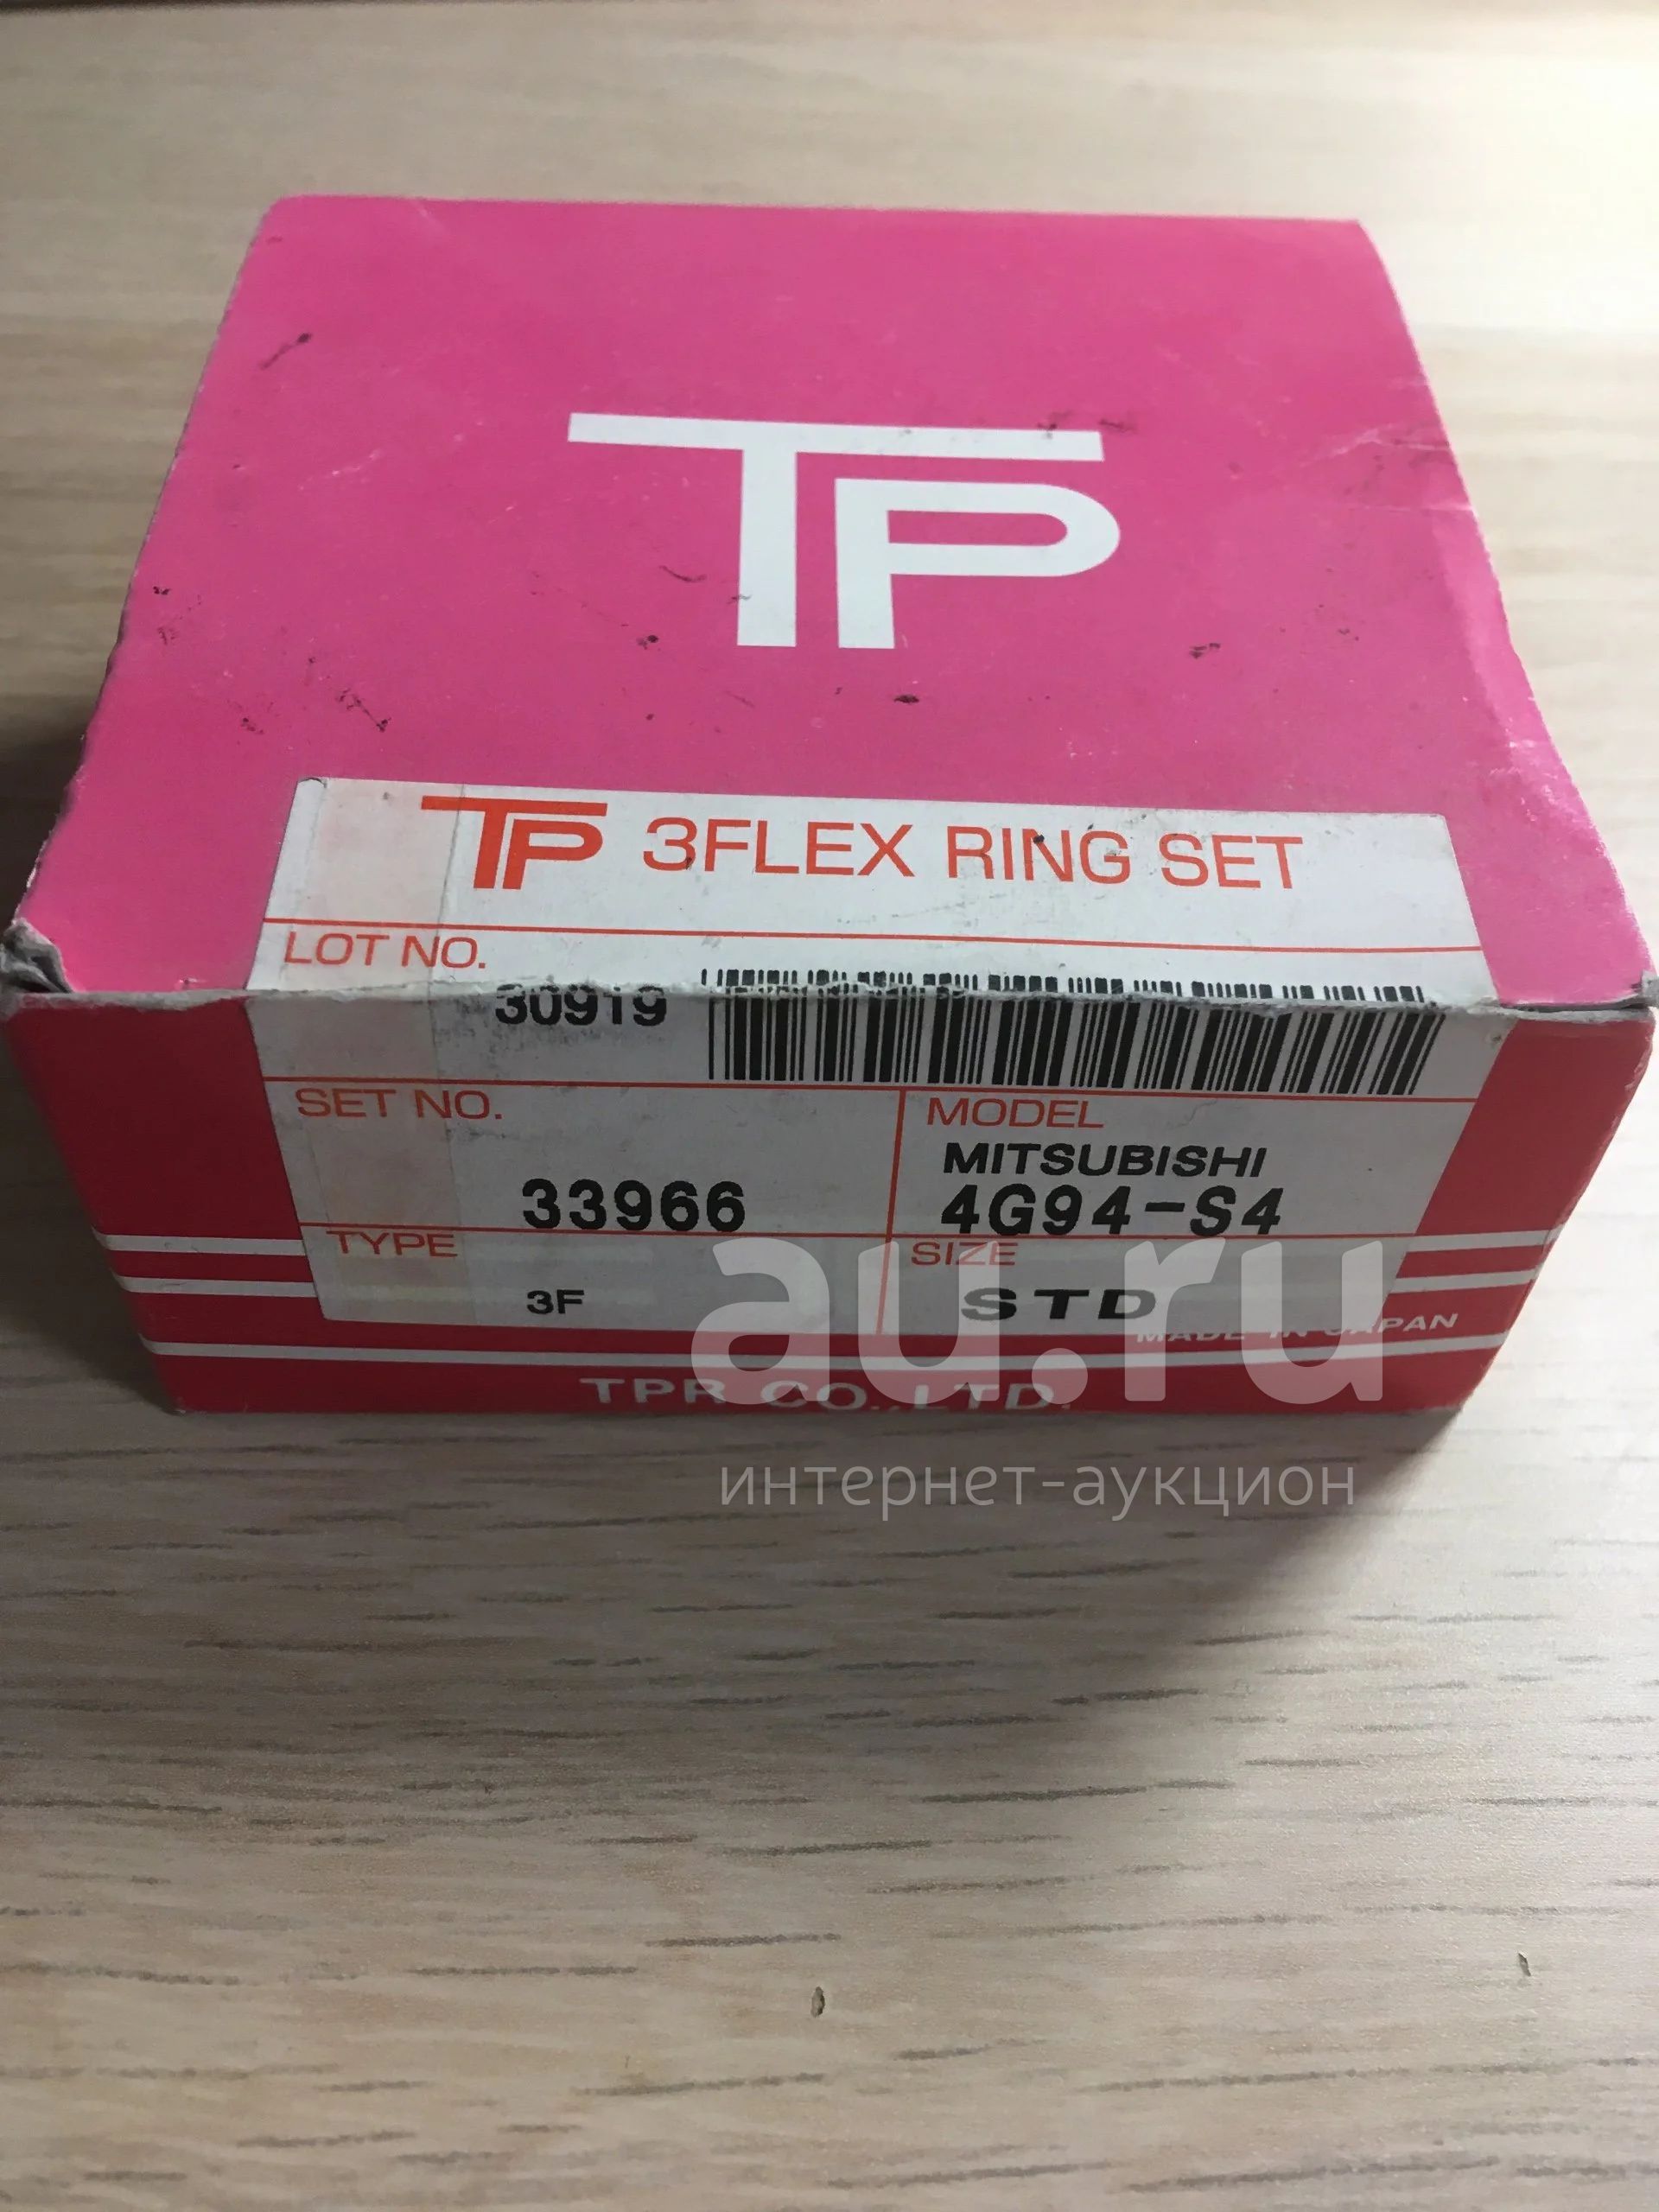 TP
TP 3FLEX RING SET
LOT NO.
30919
SET NO.
33966
MODEL
MITSUBISHI
4G94-S4
TYPE
3F
SIZE
STD
MADE IN JAPAN
TPR CO.,LTD.
au.ru
интернет-аукцион